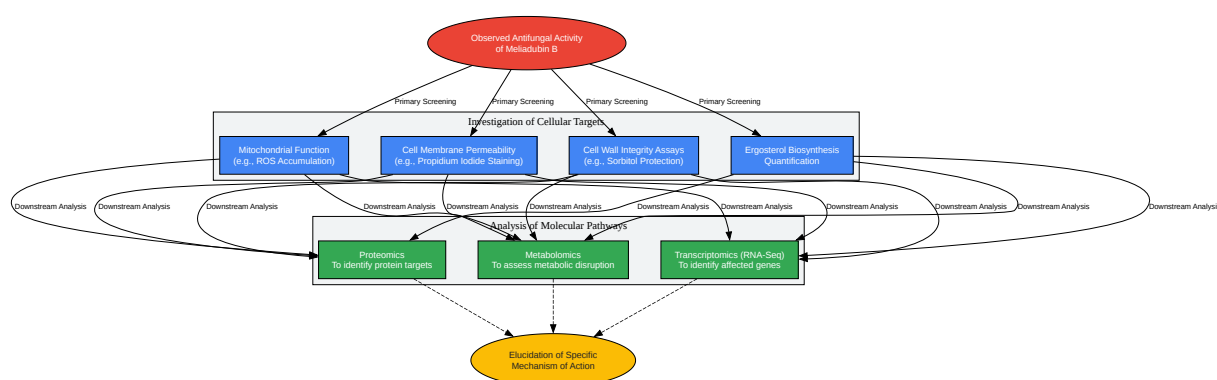 Observed Antifungal Activity
of Meliadubin B
Primary Screening
Primary Screening
Primary Screening
Primary Screening
Investigation of Cellular Targets
Mitochondrial Function
(e.g., ROS Accumulation)
Cell Membrane Permeability
(e.g., Propidium Iodide Staining)
Cell Wall Integrity Assays
(e.g., Sorbitol Protection)
Ergosterol Biosynthesis
Quantification
Downstream Analysis
Downstream Analysis
Downstream Analysis
Downstream Analysis
Downstream Analysis
Downstream Analysis
Downstream Analysis
Downstream Analysis
Downstream Analysis
Downstream Analysis
Downstream Analysis
Downstream Analysis
Analysis of Molecular Pathways
Proteomics
To identify protein targets
Metabolomics
To assess metabolic disruption
Transcriptomics (RNA-Seq)
To identify affected genes
Elucidation of Specific
Mechanism of Action